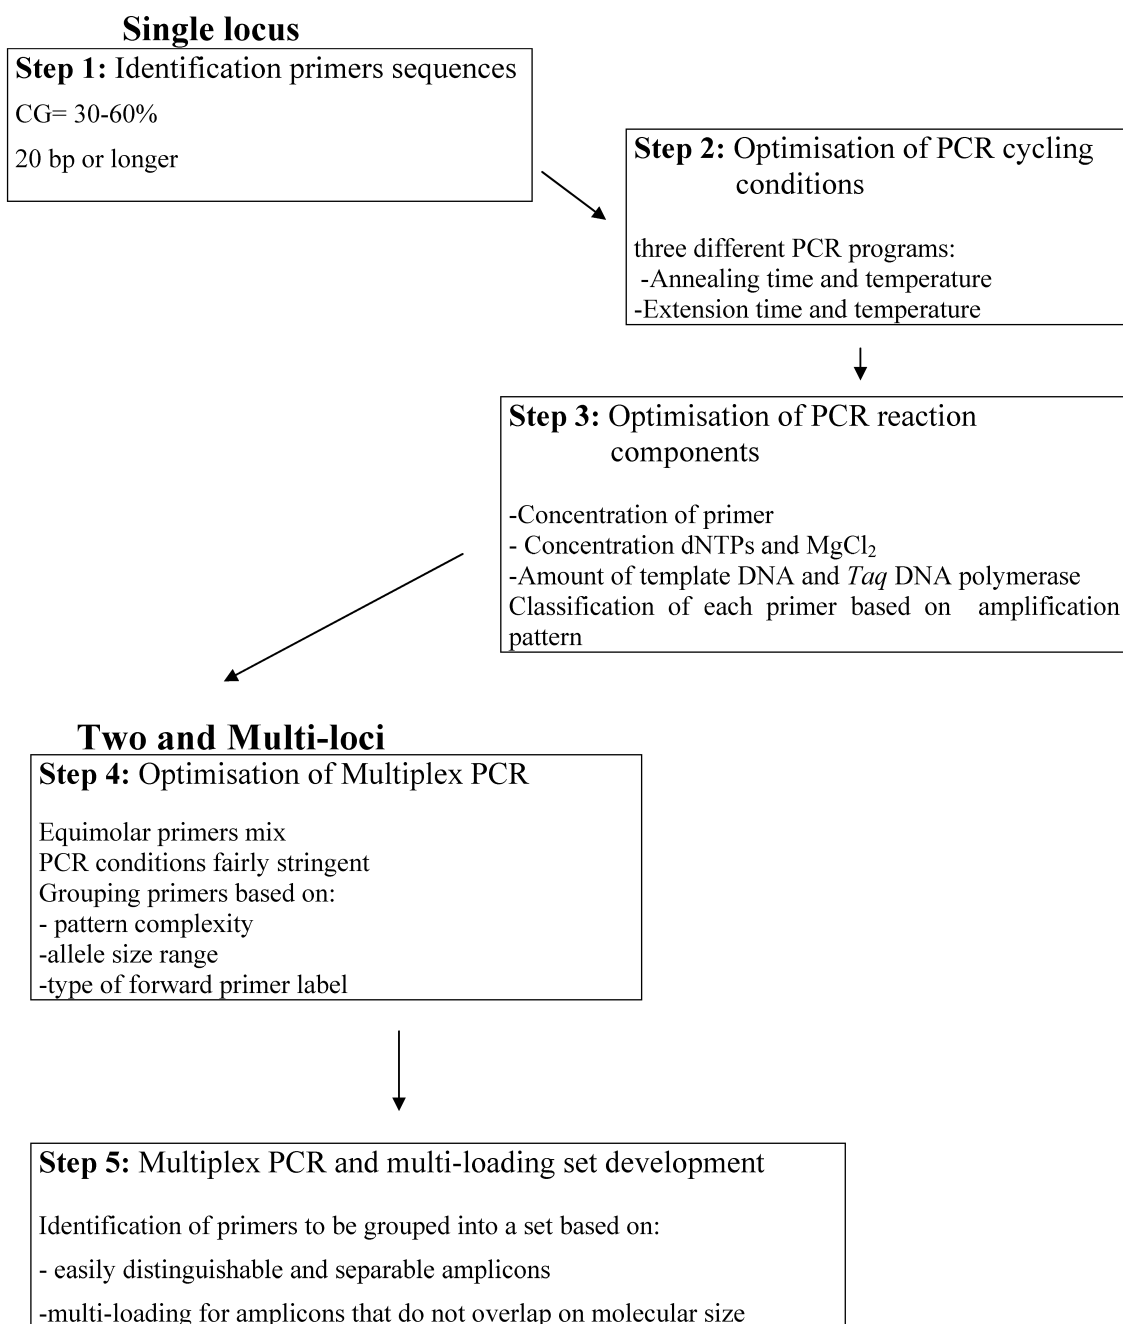 Single locus
Step 1: Identification primers sequences
CG= 30-60%
20 bp or longer
Step 2: Optimisation of PCR cycling
conditions
three different PCR programs:
-Annealing time and temperature
-Extension time and temperature
Step 3: Optimisation of PCR reaction
components
-Concentration of primer
- Concentration dNTPs and MgCl₂
-Amount of template DNA and Taq DNA polymerase
Classification of each primer based on amplification
pattern
Two and Multi-loci
Step 4: Optimisation of Multiplex PCR
Equimolar primers mix
PCR conditions fairly stringent
Grouping primers based on:
- pattern complexity
-allele size range
-type of forward primer label
Step 5: Multiplex PCR and multi-loading set development
Identification of primers to be grouped into a set based on:
- easily distinguishable and separable amplicons
-multi-loading for amplicons that do not overlap on molecular size